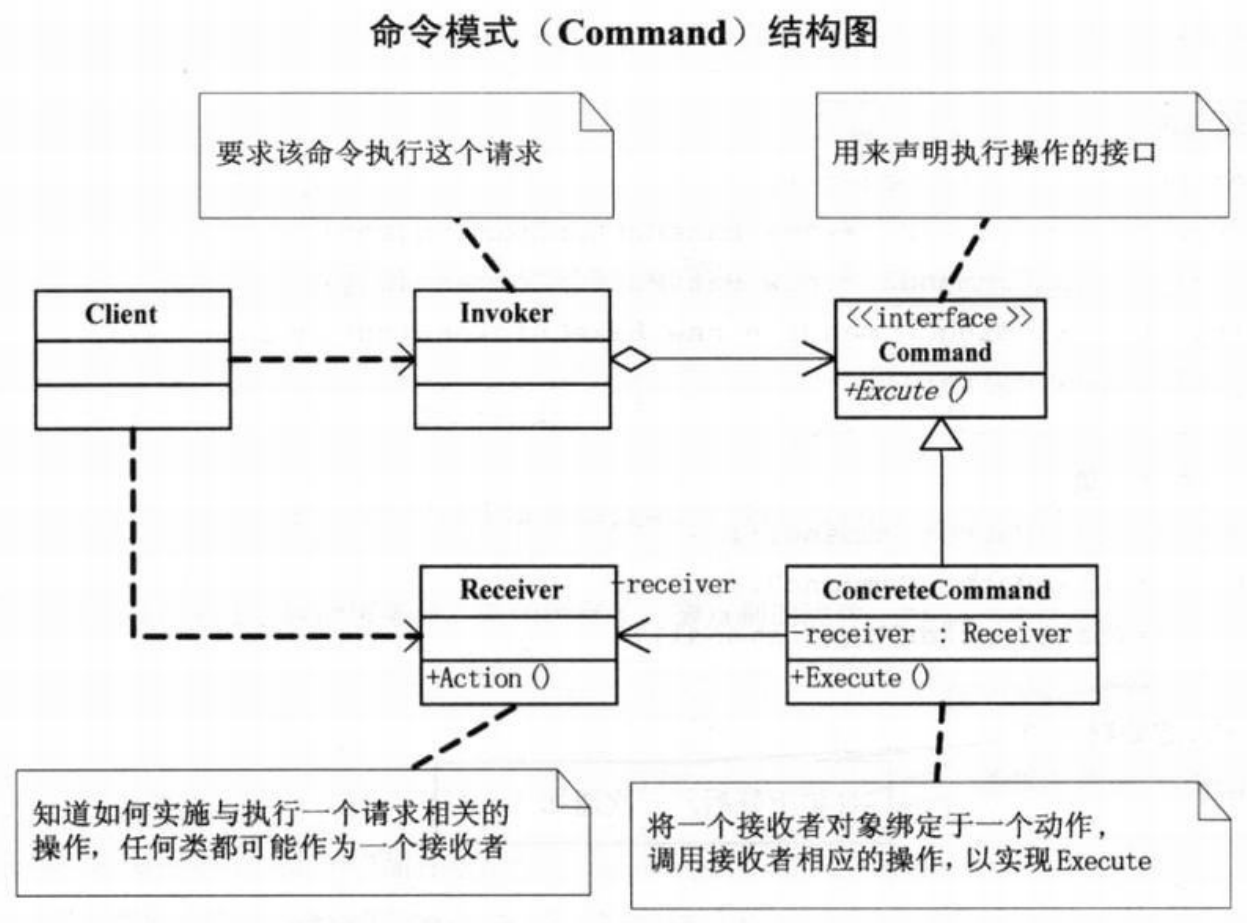 命令模式（Command）结构图
要求该命令执行这个请求
用来声明执行操作的接口
Client
Invoker
<<interface >>
Command
+Excute ()
Receiver
-receiver
+Action ()
ConcreteCommand
-receiver : Receiver
+Execute ()
知道如何实施与执行一个请求相关的
操作，任何类都可能作为一个接收者
将一个接收者对象绑定于一个动作，
调用接收者相应的操作，以实现Execute